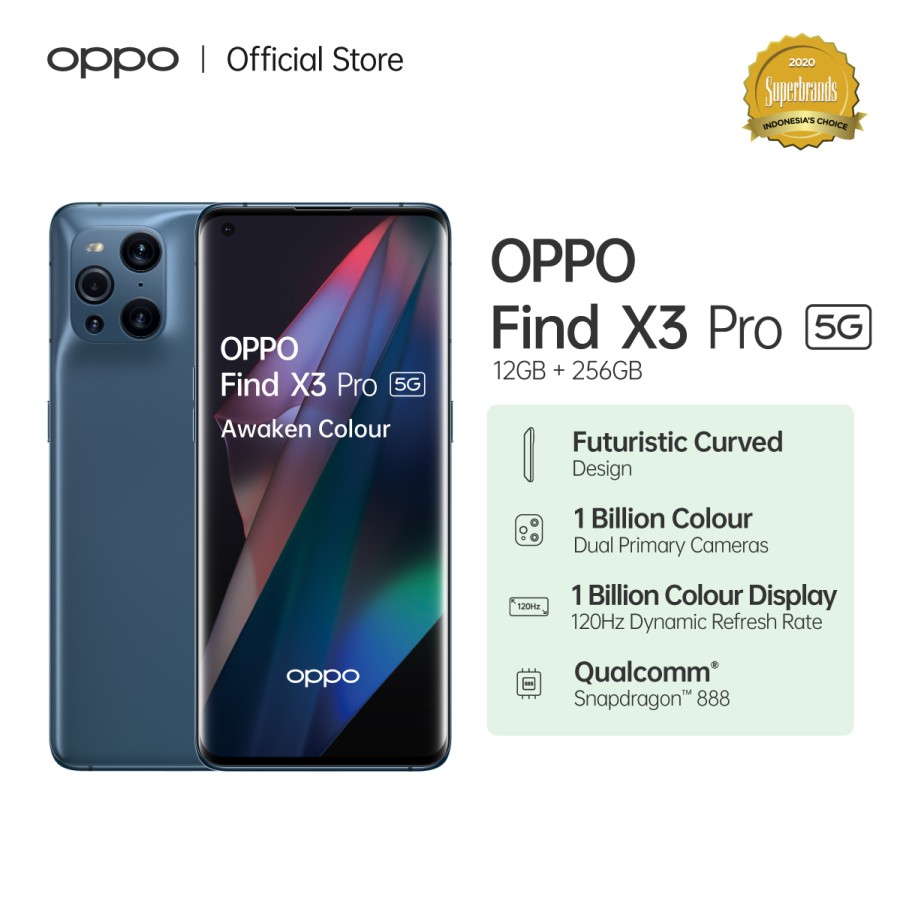 oppo | Official Store
2020
Superbrands
INDONESIA'S CHOICE
OPPO
Find X3 Pro 5G
Awaken Colour
oppo
OPPO
Find X3 Pro 5G
12GB + 256GB
Futuristic Curved
Design
1 Billion Colour
Dual Primary Cameras
120Hz
1 Billion Colour Display
120Hz Dynamic Refresh Rate
888
Qualcomm®
Snapdragon™ 888